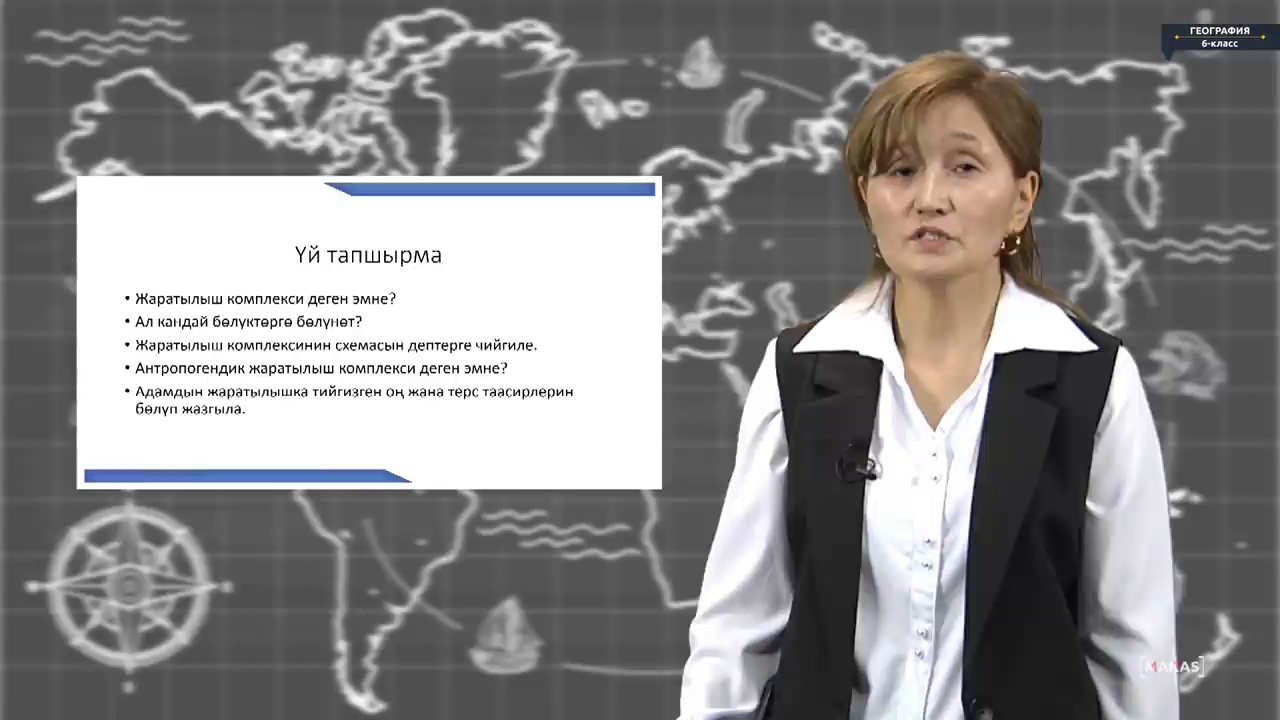 ГЕОГРАФИЯ
6-класс
Үй тапшырма
• Жаратылыш комплекси деген эмне?
• Ал кандай бөлүктөргө бөлүнөт?
• Жаратылыш комплексинин схемасын дептерге чийгиле.
• Антропогендик жаратылыш комплекси деген эмне?
• Адамдын жаратылышка тийгизген оң жана терс таасирлерин
бөлүп жазгыла.
[MAKAS]